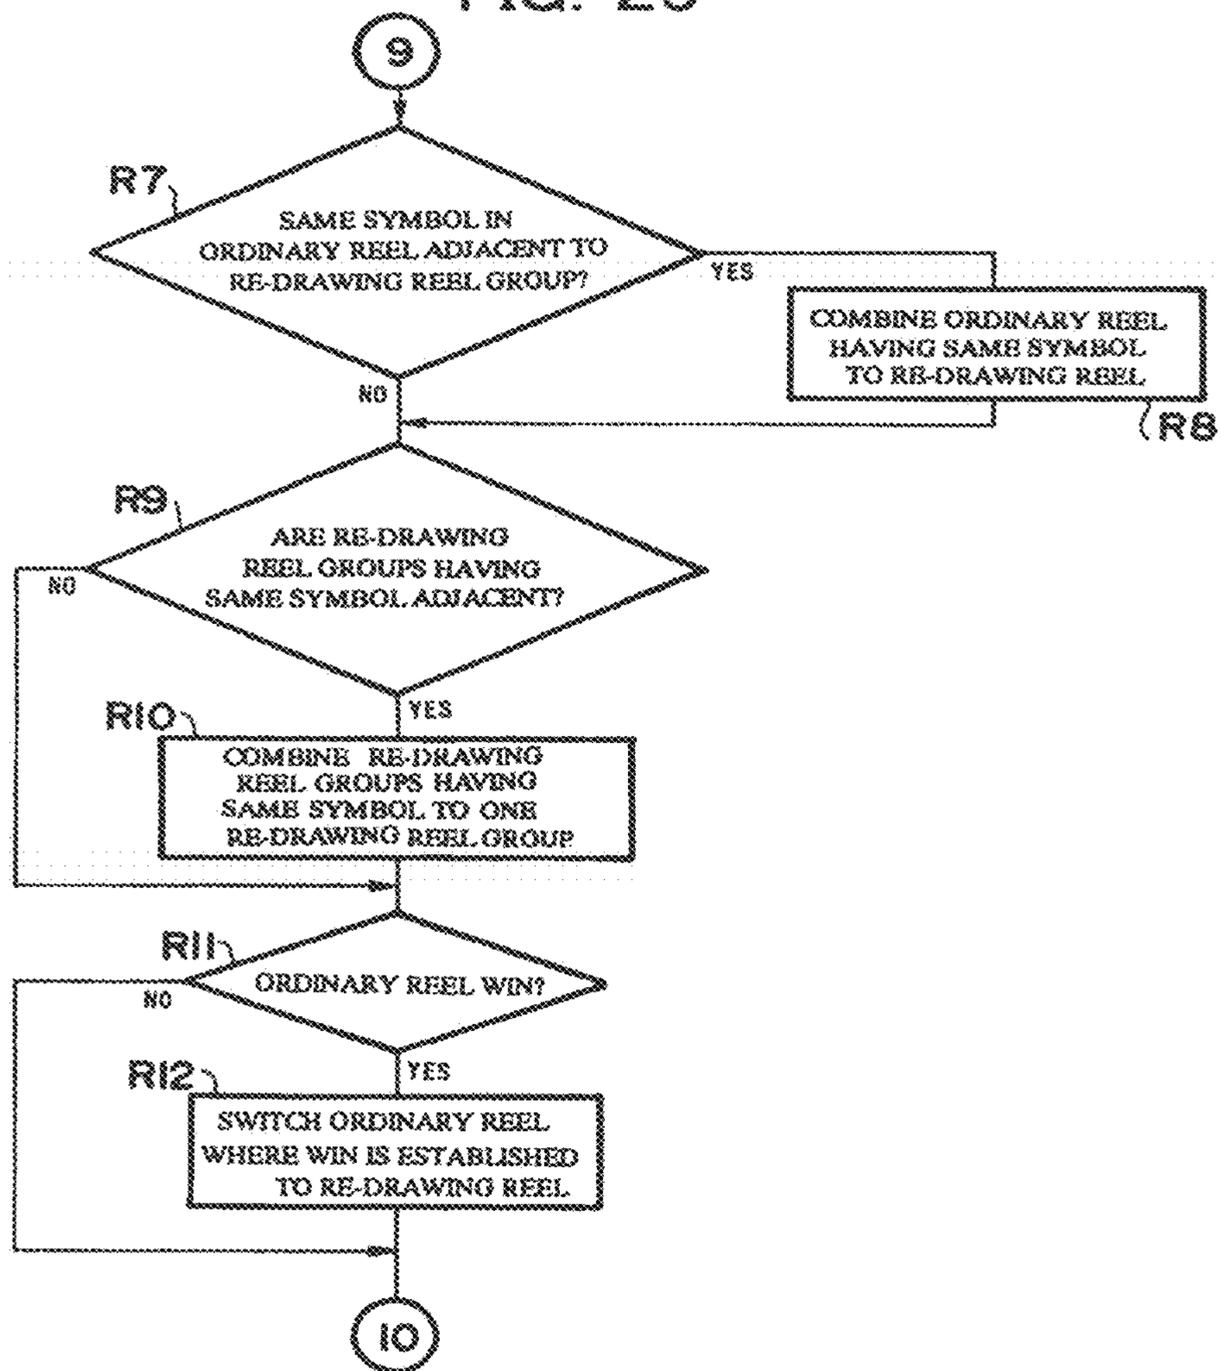 9
R7
SAME SYMBOL IN
ORDINARY REEL ADJACENT TO
RE-DRAWING REEL GROUP?
YES
COMBINE ORDINARY REEL
HAVING SAME SYMBOL
TO RE-DRAWING REEL
R8
NO
R9
ARE RE-DRAWING
REEL GROUPS HAVING
SAME SYMBOL ADJACENT?
NO
YES
R10
COMBINE RE-DRAWING
REEL GROUPS HAVING
SAME SYMBOL TO ONE
RE-DRAWING REEL GROUP
R11
ORDINARY REEL WIN?
NO
YES
R12
SWITCH ORDINARY REEL
WHERE WIN IS ESTABLISHED
TO RE-DRAWING REEL
10